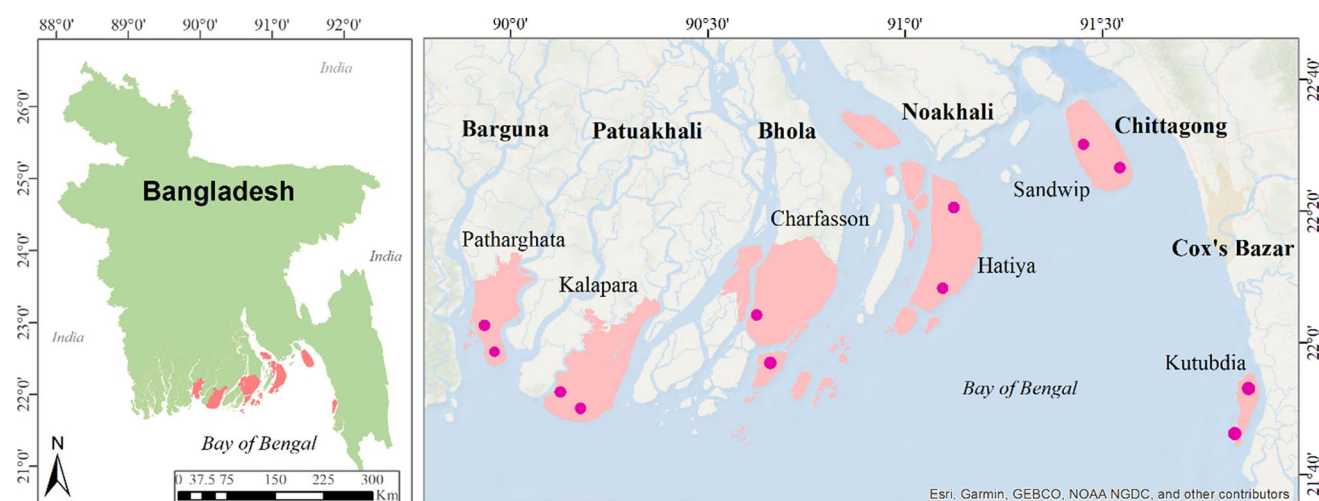 88°0' 89°0' 90°0' 91°0' 92°0'
26°0'
25°0'
24°0'
23°0'
22°0'
21°0'
India
Bangladesh
India
India
Bay of Bengal
N
0 37.5 75 150 225 300
Km
90°0' 90°30' 91°0' 91°30'
22°40'
22°20'
22°0'
21°40'
Barguna Patuakhali Bhola Noakhali Chittagong
Sandwip
Charfasson
Patharghata
Cox's Bazar
Hatiya
Kalapara
Kutubdia
Bay of Bengal
Esri, Garmin, GEBCO, NOAA NGDC, and other contributors